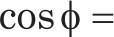 cos ϕ =